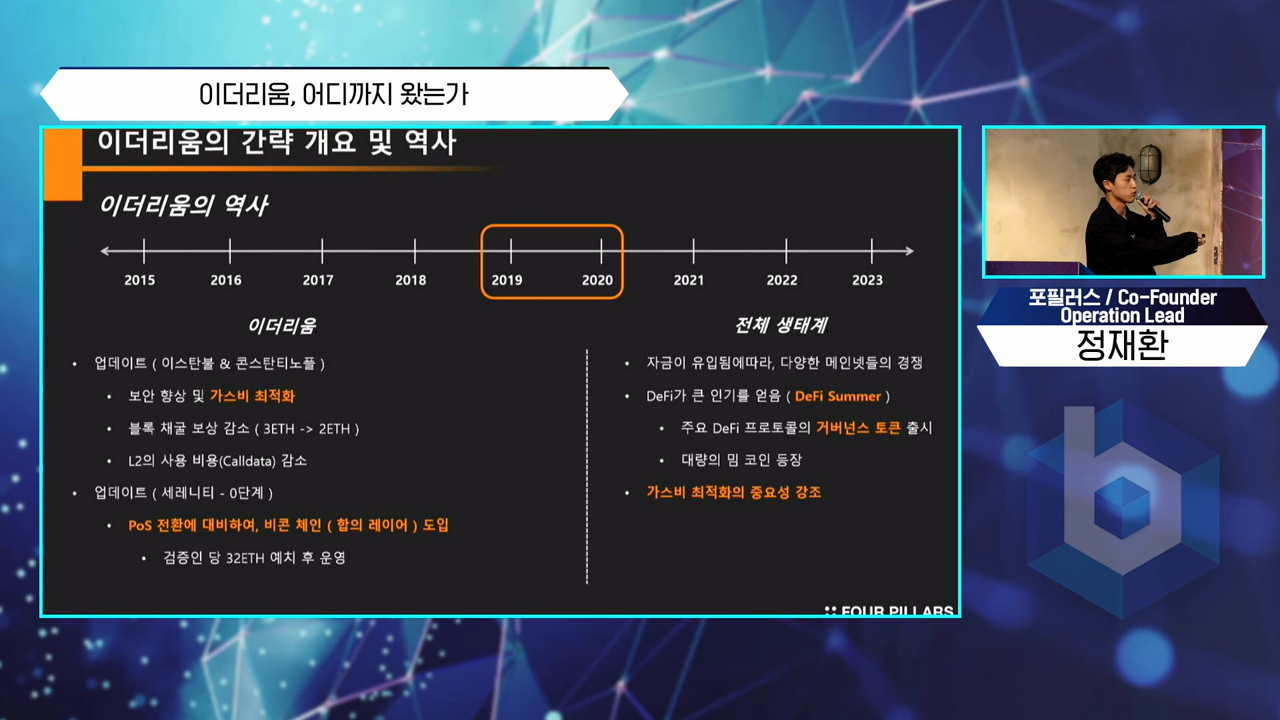 이더리움, 어디까지 왔는가
이더리움의 간략 개요 및 역사
이더리움의 역사
2015 2016 2017 2018 2019 2020 2021 2022 2023
이더리움
• 업데이트 ( 이스탄불 & 콘스탄티노플 )
• 보안 향상 및 가스비 최적화
• 블록 채굴 보상 감소 ( 3ETH -> 2ETH )
• L2의 사용 비용(Calldata) 감소
• 업데이트 ( 세레니티 - 0단계 )
• PoS 전환에 대비하여, 비콘 체인 ( 합의 레이어 ) 도입
• 검증인 당 32ETH 예치 후 운영
전체 생태계
• 자금이 유입됨에따라, 다양한 메인넷들의 경쟁
• DeFi가 큰 인기를 얻음 ( DeFi Summer )
• 주요 DeFi 프로토콜의 거버넌스 토큰 출시
• 대량의 밈 코인 등장
• 가스비 최적화의 중요성 강조
FOUR PILLARS
포필러스 / Co-Founder
Operation Lead
정재환